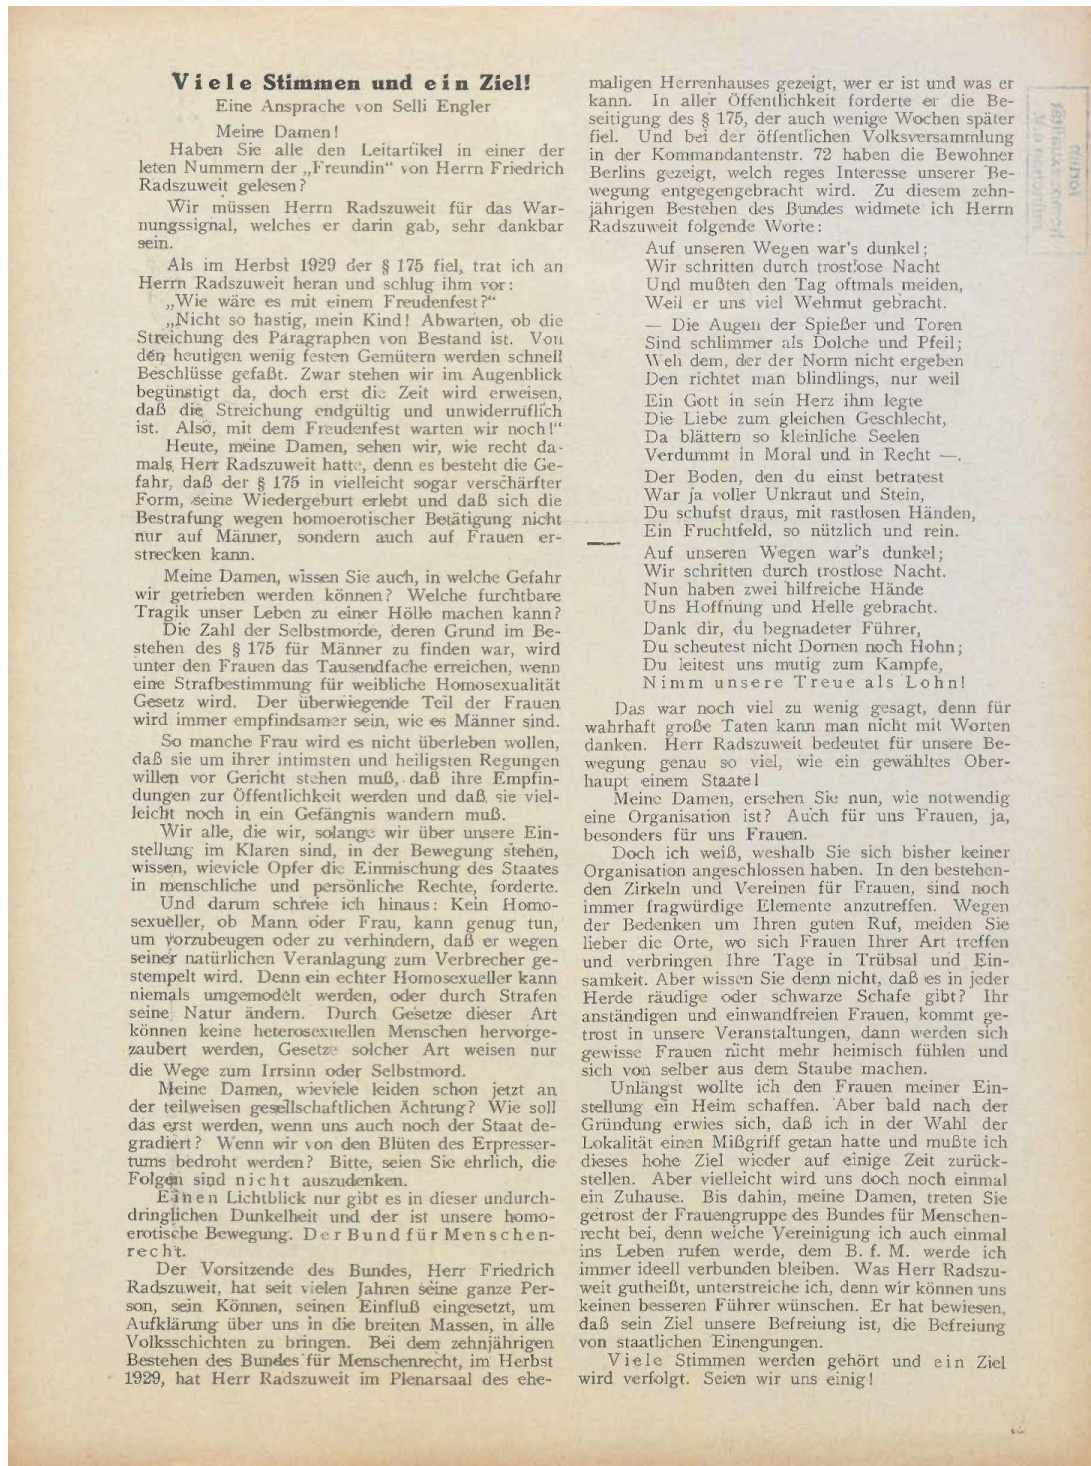 Viele Stimmen und ein Ziel!
Eine Ansprache von Selli Engler
Meine Damen!
Haben Sie alle den Leitartikel in einer der
leten Nummern der „Freundin“ von Herrn Friedrich
Radszuweit gelesen?
Wir müssen Herrn Radszuweit für das War-
nungssignal, welches er darin gab, sehr dankbar
sein.
Als im Herbst 1929 der § 175 fiel, trat ich an
Herrn Radszuweit heran und schlug ihm vor:
„Wie wäre es mit einem Freudenfest?“
„Nicht so hastig, mein Kind! Abwarten, ob die
Streichung des Paragraphen von Bestand ist. Von
den heutigen wenig festen Gemütern werden schnell
Beschlüsse gefaßt. Zwar stehen wir im Augenblick
begünstigt da, doch erst die Zeit wird erweisen,
daß die Streichung endgültig und unwiderruflich
ist. Also, mit dem Freudenfest warten wir noch!“
Heute, meine Damen, sehen wir, wie recht da-
mals Herr Radszuweit hatte, denn es besteht die Ge-
fahr, daß der § 175 in vielleicht sogar verschärfter
Form, seine Wiedergeburt erlebt und daß sich die
Bestrafung wegen homoerotischer Betätigung nicht
nur auf Männer, sondern auch auf Frauen er-
strecken kann.
Meine Damen, wissen Sie auch, in welche Gefahr
wir getrieben werden können? Welche furchtbare
Tragik unser Leben zu einer Hölle machen kann?
Die Zahl der Selbstmorde, deren Grund im Be-
stehen des § 175 für Männer zu finden war, wird
unter den Frauen das Tausendfache erreichen, wenn
eine Strafbestimmung für weibliche Homosexualität
Gesetz wird. Der überwiegende Teil der Frauen
wird immer empfindsamer sein, wie es Männer sind.
So manche Frau wird es nicht überleben wollen,
daß sie um ihrer intimsten und heiligsten Regungen
willen vor Gericht stehen muß, daß ihre Empfin-
dungen zur Öffentlichkeit werden und daß sie viel-
leicht noch in ein Gefängnis wandern muß.
Wir alle, die wir, solange wir über unsere Ein-
stellung im Klaren sind, in der Bewegung stehen,
wissen, wieviele Opfer die Einmischung des Staates
in menschliche und persönliche Rechte, forderte.
Und darum schreie ich hinaus: Kein Homo-
sexueller, ob Mann oder Frau, kann genug tun,
um vorzubeugen oder zu verhindern, daß er wegen
seiner natürlichen Veranlagung zum Verbrecher ge-
stempelt wird. Denn ein echter Homosexueller kann
niemals umgemodelt werden, oder durch Strafen
seine Natur ändern. Durch Gesetze dieser Art
können keine heterosexuellen Menschen hervorge-
zaubert werden, Gesetze solcher Art weisen nur
die Wege zum Irrsinn oder Selbstmord.
Meine Damen, wieviele leiden schon jetzt an
der teilweisen gesellschaftlichen Ächtung? Wie soll
das erst werden, wenn uns auch noch der Staat de-
gradiert? Wenn wir von den Blüten des Erpresser-
tums bedroht werden? Bitte, seien Sie ehrlich, die
Folgen sind nicht auszudenken.
Einen Lichtblick nur gibt es in dieser undurch-
dringlichen Dunkelheit und der ist unsere homo-
erotische Bewegung. Der Bund für Menschen-
recht.
Der Vorsitzende des Bundes, Herr Friedrich
Radszuweit, hat seit vielen Jahren seine ganze Per-
son, sein Können, seinen Einfluß eingesetzt, um
Aufklärung über uns in die breiten Massen, in alle
Volksschichten zu bringen. Bei dem zehnjährigen
Bestehen des Bundes für Menschenrecht, im Herbst
1929, hat Herr Radszuweit im Plenarsaal des ehe-
maligen Herrenhauses gezeigt, wer er ist und was er
kann. In aller Öffentlichkeit forderte er die Be-
seitigung des § 175, der auch wenige Wochen später
fiel. Und bei der öffentlichen Volksversammlung
in der Kommandantenstr. 72 haben die Bewohner
Berlins gezeigt, welch reges Interesse unserer Be-
wegung entgegengebracht wird. Zu diesem zehn-
jährigen Bestehen des Bundes widmete ich Herrn
Radszuweit folgende Worte:
Auf unseren Wegen war's dunkel;
Wir schritten durch trostlose Nacht
Und mußten den Tag oftmals meiden,
Weil er uns viel Wehmut gebracht.
— Die Augen der Spießer und Toren
Sind schlimmer als Dolche und Pfeil;
Weh dem, der der Norm nicht ergeben
Den richtet man blindlings, nur weil
Ein Gott in sein Herz ihm legte
Die Liebe zum gleichen Geschlecht,
Da blättern so kleinliche Seelen
Verdummt in Moral und in Recht —.
Der Boden, den du einst betratest
War ja voller Unkraut und Stein,
Du schufst draus, mit rastlosen Händen,
Ein Fruchtfeld, so nützlich und rein.
Auf unseren Wegen war's dunkel;
Wir schritten durch trostlose Nacht.
Nun haben zwei hilfreiche Hände
Uns Hoffnung und Helle gebracht.
Dank dir, du begnadeter Führer,
Du scheutest nicht Dornen noch Hohn;
Du leitest uns mutig zum Kampfe,
Nimm unsere Treue als Lohn!
Das war noch viel zu wenig gesagt, denn für
wahrhaft große Taten kann man nicht mit Worten
danken. Herr Radszuweit bedeutet für unsere Be-
wegung genau so viel, wie ein gewähltes Ober-
haupt einem Staate!
Meine Damen, ersehen Sie nun, wie notwendig
eine Organisation ist? Auch für uns Frauen, ja,
besonders für uns Frauen.
Doch ich weiß, weshalb Sie sich bisher keiner
Organisation angeschlossen haben. In den bestehen-
den Zirkeln und Vereinen für Frauen, sind noch
immer fragwürdige Elemente anzutreffen. Wegen
der Bedenken um Ihren guten Ruf, meiden Sie
lieber die Orte, wo sich Frauen Ihrer Art treffen
und verbringen Ihre Tage in Trübsal und Ein-
samkeit. Aber wissen Sie denn nicht, daß es in jeder
Herde räudige oder schwarze Schafe gibt? Ihr
anständigen und einwandfreien Frauen, kommt ge-
trost in unsere Veranstaltungen, dann werden sich
gewisse Frauen nicht mehr heimisch fühlen und
sich von selber aus dem Staube machen.
Unlängst wollte ich den Frauen meiner Ein-
stellung ein Heim schaffen. Aber bald nach der
Gründung erwies sich, daß ich in der Wahl der
Lokalität einen Mißgriff getan hatte und mußte ich
dieses hohe Ziel wieder auf einige Zeit zurück-
stellen. Aber vielleicht wird uns doch noch einmal
ein Zuhause. Bis dahin, meine Damen, treten Sie
getrost der Frauengruppe des Bundes für Menschen-
recht bei, denn welche Vereinigung ich auch einmal
ins Leben rufen werde, dem B. f. M. werde ich
immer ideell verbunden bleiben. Was Herr Radszu-
weit gutheißt, unterstreiche ich, denn wir können uns
keinen besseren Führer wünschen. Er hat bewiesen,
daß sein Ziel unsere Befreiung ist, die Befreiung
von staatlichen Einengungen.
Viele Stimmen werden gehört und ein Ziel
wird verfolgt. Seien wir uns einig!